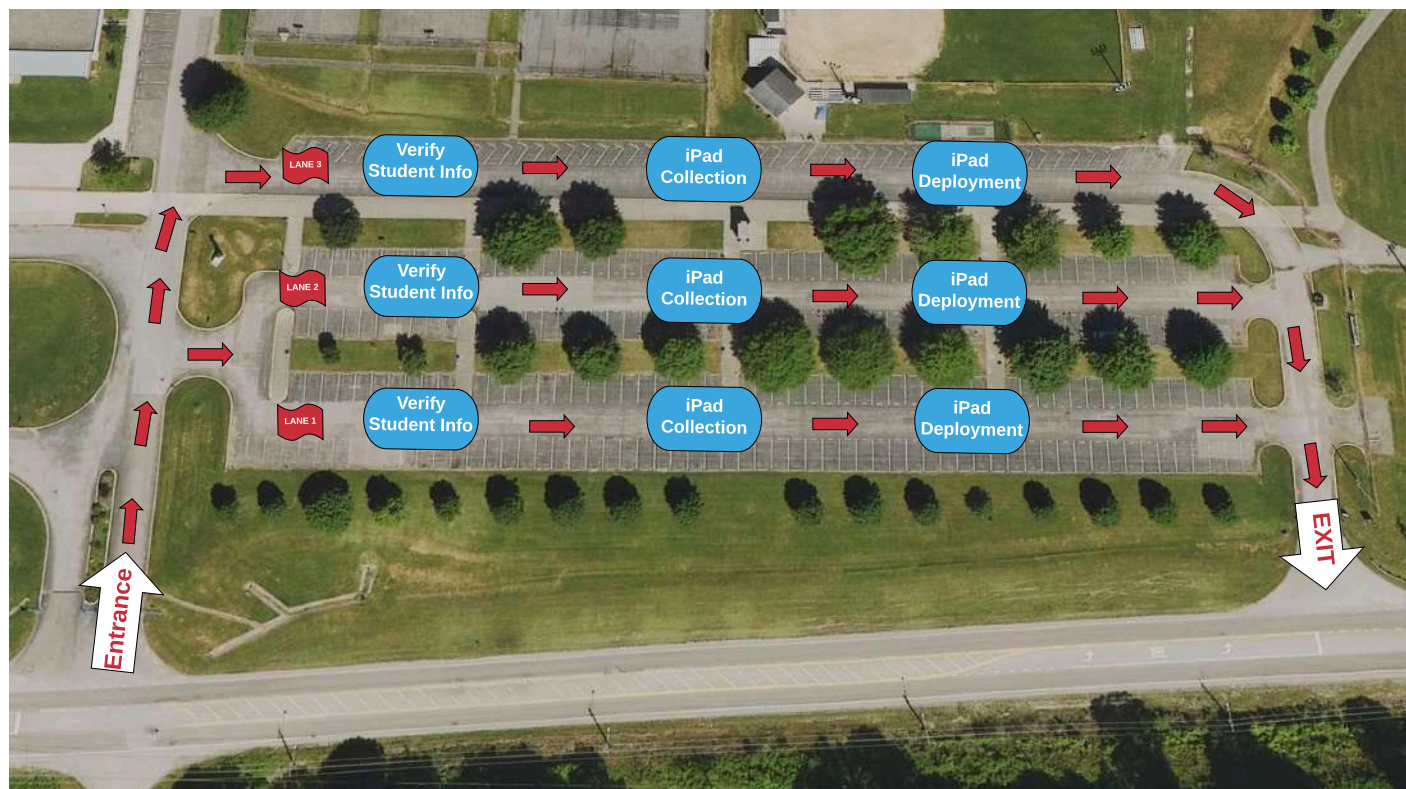 LANE 3
Verify
Student Info
iPad
Collection
iPad
Deployment
LANE 2
Verify
Student Info
iPad
Collection
iPad
Deployment
LANE 1
Verify
Student Info
iPad
Collection
iPad
Deployment
Entrance
EXIT